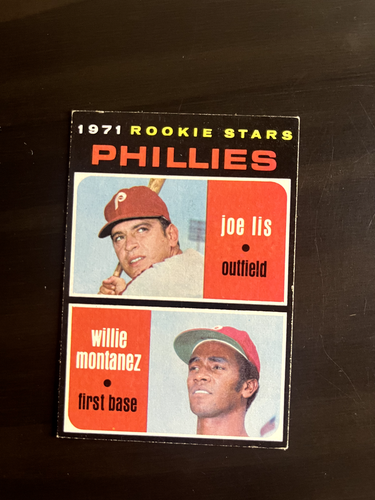 1971 ROOKIE STARS
PHILLIES
P
joe lis
outfield
willie
montanez
first base